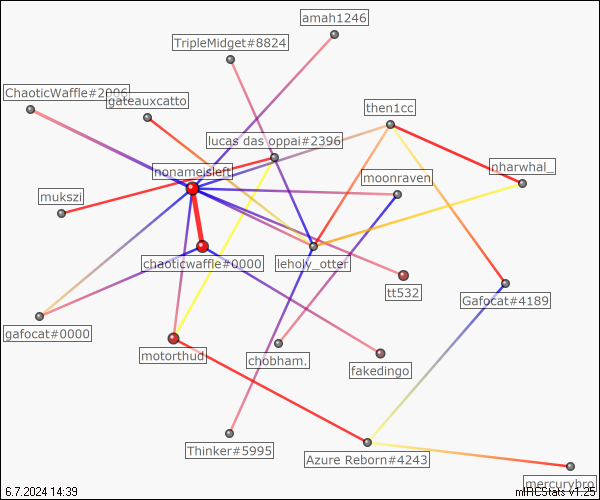 amah1246
TripleMidget#8824
ChaoticWaffle#2006
gateauxcatto
then1cc
lucas das oppai#2396
nonameisleft
moonraven
nharwhal_
mukszi
chaoticwaffle#0000
leholy_otter
tt532
Gafocat#4189
gafocat#0000
motorthud
chobham.
fakedingo
Thinker#5995
Azure Reborn#4243
mercurybro
6.7.2024 14:39
mIRCStats v1.25